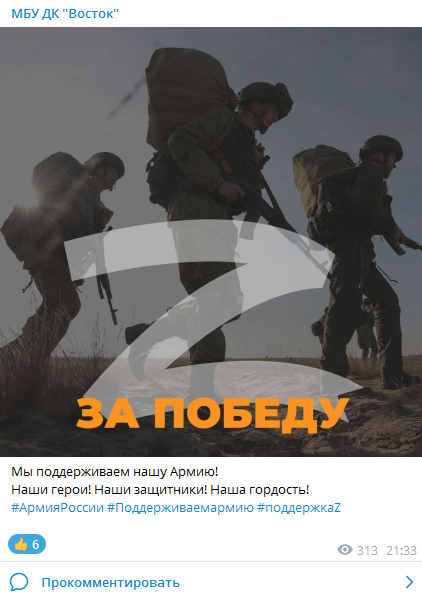 МБУ ДК "Восток"
Z
ЗА ПОБЕДУ
Мы поддерживаем нашу Армию!
Наши герои! Наши защитники! Наша гордость!
#АрмияРоссии #Поддерживаемармию #поддержкаZ
👍 6
313 21:33
Прокомментировать